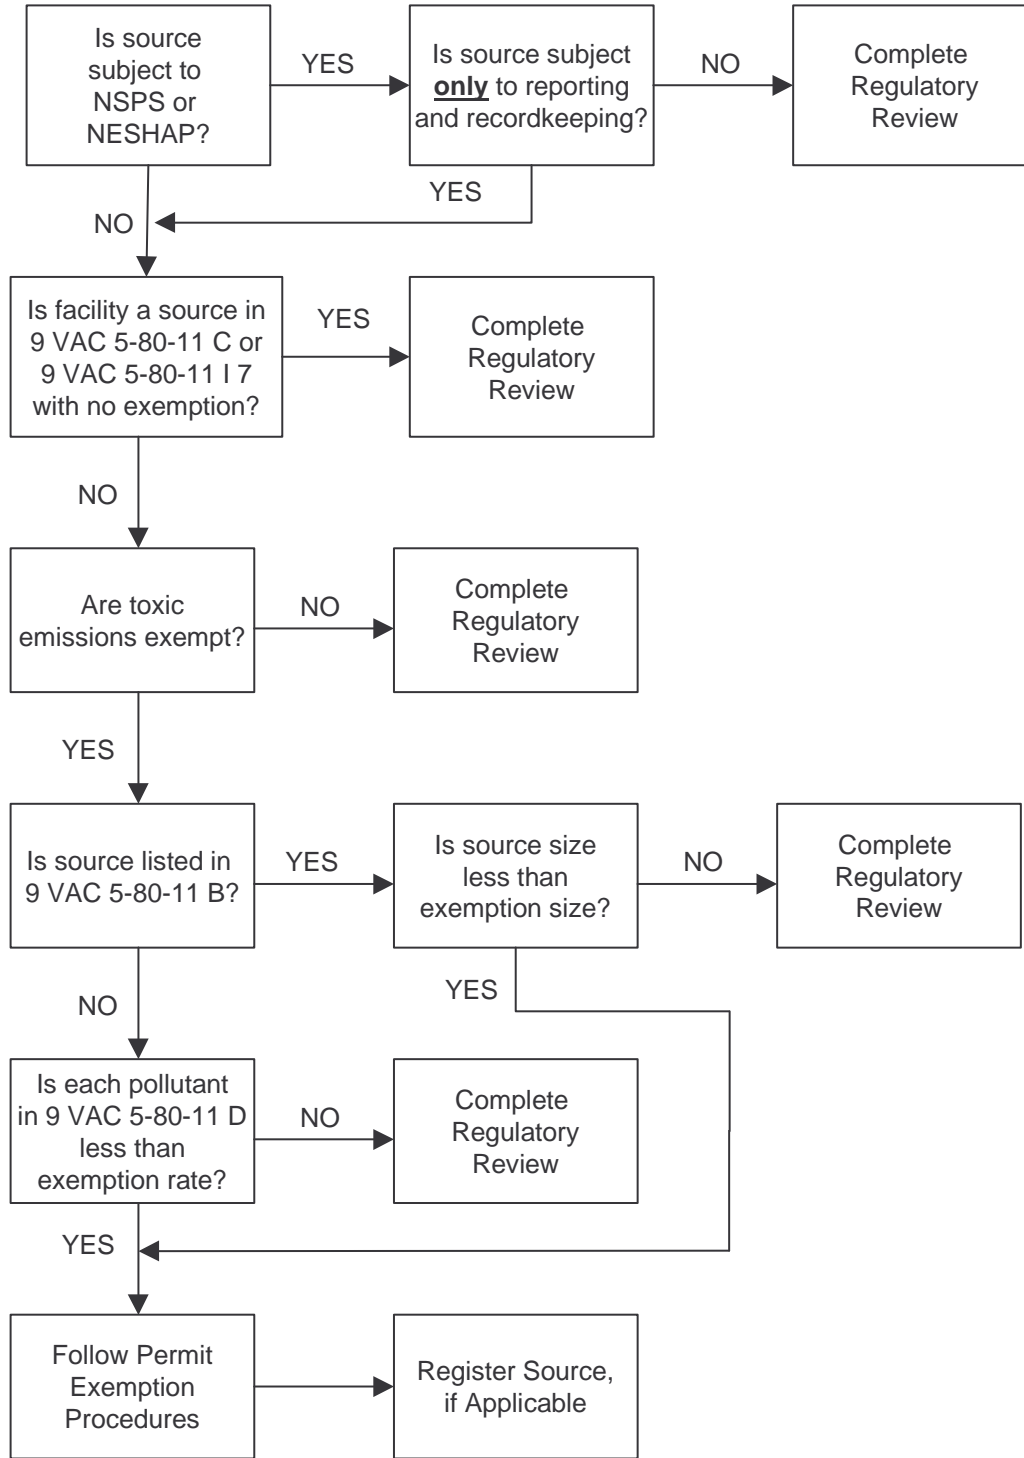 Is source
subject to
NSPS or
NESHAP?
YES
Is source subject
only to reporting
and recordkeeping?
NO
Complete
Regulatory
Review
YES
NO
Is facility a source in
9 VAC 5-80-11 C or
9 VAC 5-80-11 I 7
with no exemption?
YES
Complete
Regulatory
Review
NO
Are toxic
emissions exempt?
NO
Complete
Regulatory
Review
YES
Is source listed in
9 VAC 5-80-11 B?
YES
Is source size
less than
exemption size?
NO
Complete
Regulatory
Review
YES
NO
Is each pollutant
in 9 VAC 5-80-11 D
less than
exemption rate?
NO
Complete
Regulatory
Review
YES
Follow Permit
Exemption
Procedures
Register Source,
if Applicable